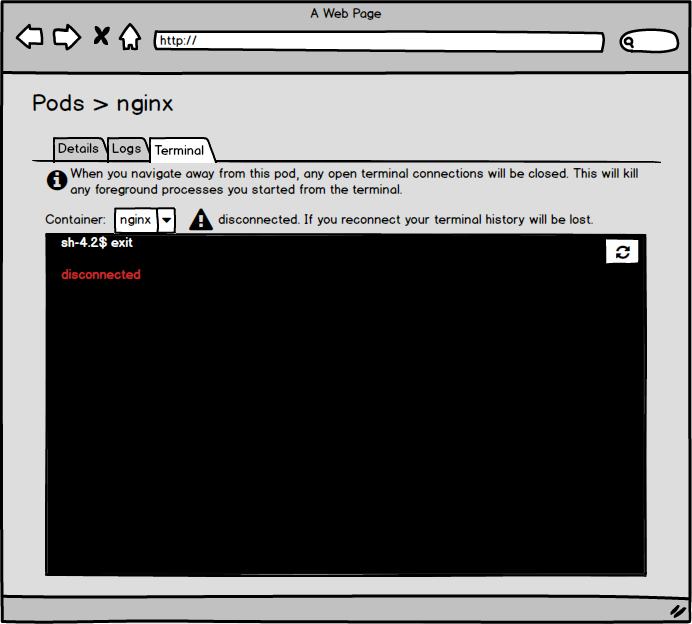 A Web Page
http://
Pods > nginx
Details Logs Terminal
When you navigate away from this pod, any open terminal connections will be closed. This will kill
any foreground processes you started from the terminal.
Container: nginx disconnected. If you reconnect your terminal history will be lost.
sh-4.2$ exit
disconnected